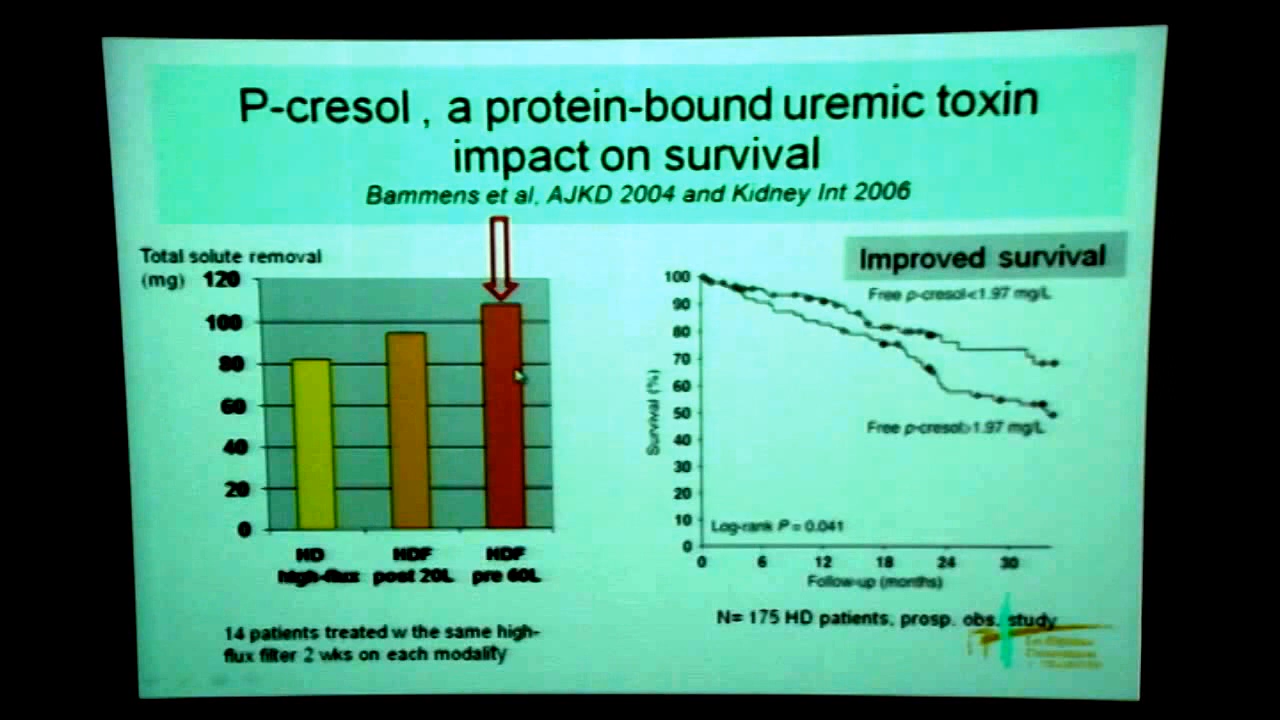 P-cresol , a protein-bound uremic toxin
impact on survival
Bammens et al, AJKD 2004 and Kidney Int 2006
Total solute removal
(mg)
120
100
80
60
40
20
0
HD
high-flux
HDF
post 20L
HDF
pre 60L
14 patients treated w the same high-
flux filter 2 wks on each modality
Improved survival
Free p-cresol<1.97 mg/L
Free p-cresol>1.97 mg/L
Survival (%)
100
90
80
70
60
50
40
30
20
10
0
Log-rank P = 0.041
0 6 12 18 24 30
Follow-up (months)
N= 175 HD patients, prosp. obs. study